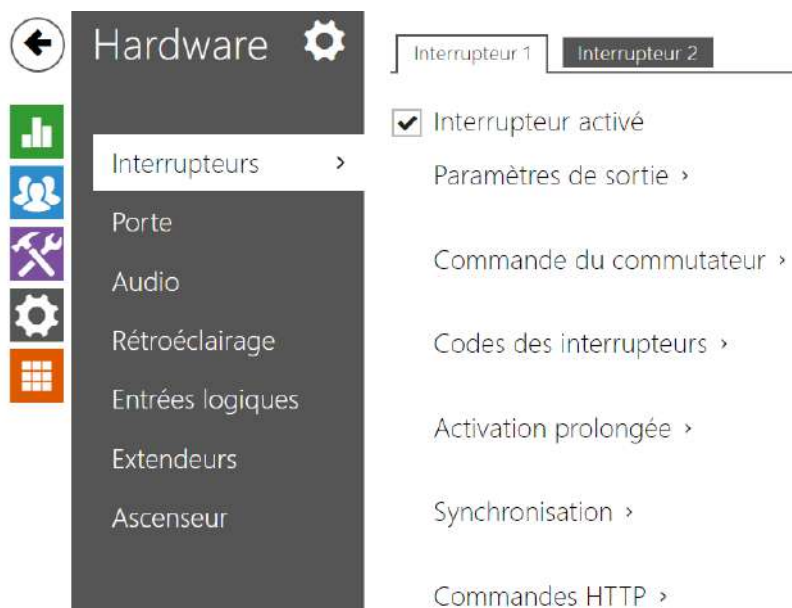 Hardware
Interrupteurs >
Porte
Audio
Rétroéclairage
Entrées logiques
Extendeurs
Ascenseur
Interrupteur 1
Interrupteur 2
Interrupteur activé
Paramètres de sortie >
Commande du commutateur >
Codes des interrupteurs >
Activation prolongée >
Synchronisation >
Commandes HTTP >